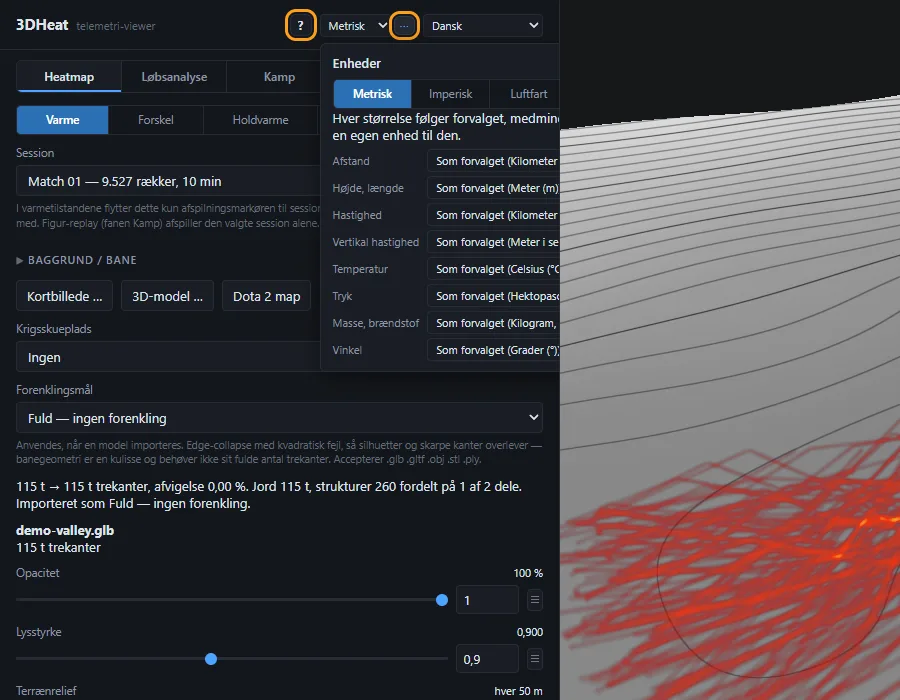 3DHeat telemetri-viewer
? Metrisk ... Dansk
Enheder
Heatmap Løbsanalyse Kamp
Metrisk Imperisk Luftfart
Varme Forskel Holdvarme
Hver størrelse følger forvalget, medmin
en egen enhed til den.
Session
Afstand Som forvalget (Kilometer
Match 01 — 9.527 rækker, 10 min
Højde, længde Som forvalget (Meter (m)
I varmetilstandene flytter dette kun afspilningsmarkøren til session
Hastighed Som forvalget (Kilometer
med. Figur-replay (fanen Kamp) afspiller den valgte session alene.
Vertikal hastighed Som forvalget (Meter i se
BAGGRUND / BANE
Temperatur Som forvalget (Celsius (°C
Kortbillede ... 3D-model ... Dota 2 map
Tryk Som forvalget (Hektopasc
Krigsskueplads
Masse, brændstof Som forvalget (Kilogram,
Ingen
Vinkel Som forvalget (Grader (°))
Forenklingsmål
Fuld — ingen forenkling
Anvendes, når en model importeres. Edge-collapse med kvadratisk fejl, så silhuetter og skarpe kanter overlever —
banegeometri er en kulisse og behøver ikke sit fulde antal trekanter. Accepterer .glb .gltf .obj .stl .ply.
115 t → 115 t trekanter, afvigelse 0,00 %. Jord 115 t, strukturer 260 fordelt på 1 af 2 dele.
Importeret som Fuld — ingen forenkling.
demo-valley.glb
115 t trekanter
Opacitet 100 %
1
Lysstyrke 0,900
0,9
Terrænrelief hver 50 m